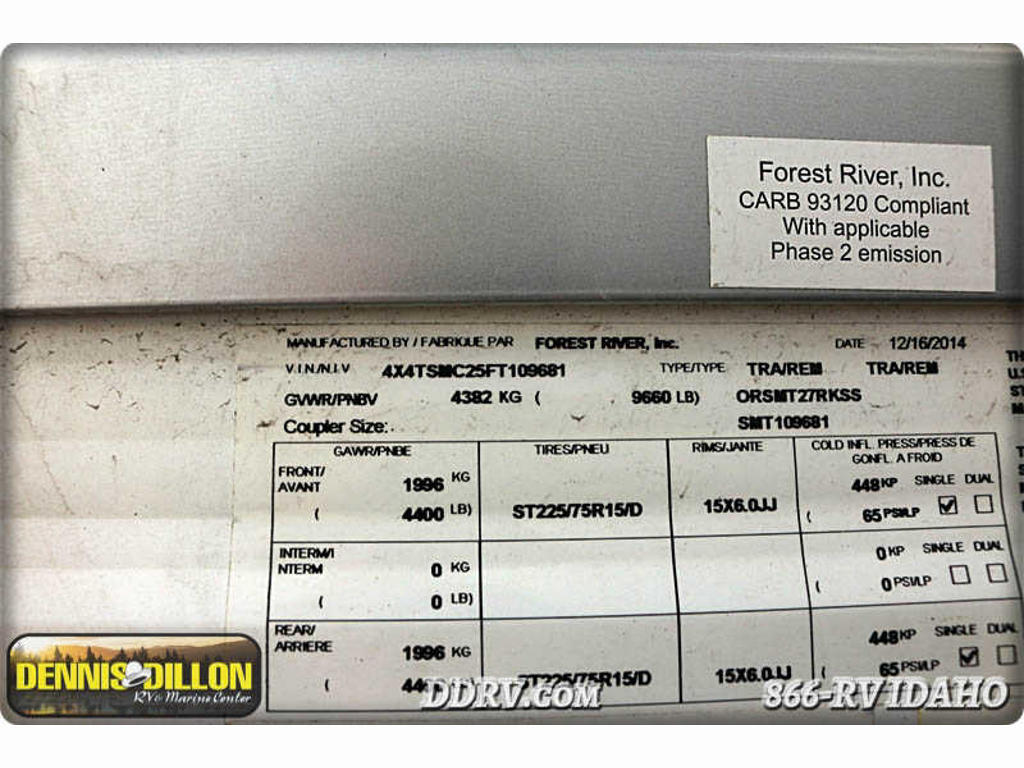 Forest River, Inc.
CARB 93120 Compliant
With applicable
Phase 2 emission
MANUFACTURED BY / FABRIQUE PAR FOREST RIVER, Inc. DATE 12/16/2014
V.I.N./N.I.V 4X4TSMC25FT109681 TYPE/TYPE TRA/REM TRA/REM
GVWR/PNBV 4382 KG ( 9660 LB) ORSMT27RKSS
Coupler Size: SMT109681
GAWR/PNBE TIRES/PNEU RIMS/JANTE COLD INFL. PRESS/PRESS DE
GONFL. A FROID
FRONT/
AVANT 1996 KG 448 KP SINGLE DUAL
( 4400 LB) ST225/75R15/D 15X6.0JJ ( 65 PSI/LP
INTERM/I
NTERM 0 KG 0 KP SINGLE DUAL
( 0 LB) ( 0 PSI/LP
REAR/
ARRIERE 1996 KG 448 KP SINGLE DUAL
( ST225/75R15/D 15X6.0JJ ( 65 PSI/LP
DENNIS DILLON
RV & Marine Center
DDRV.COM
866-RV IDAHO